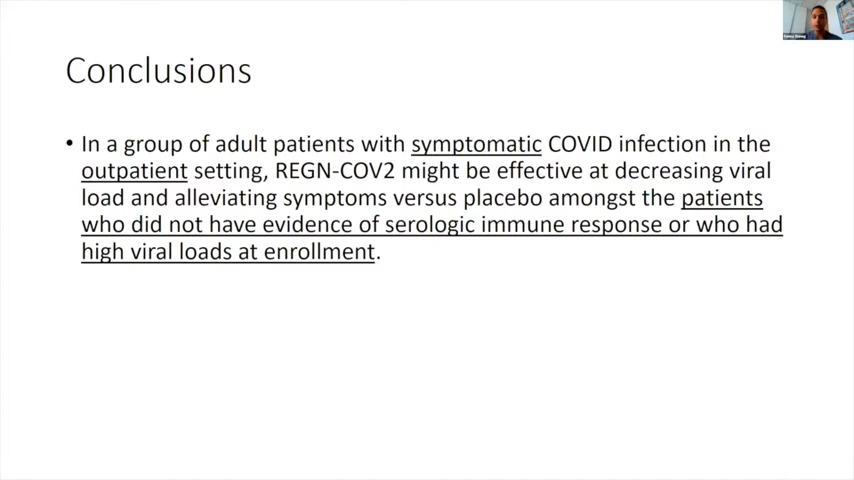 Conclusions
• In a group of adult patients with symptomatic COVID infection in the
outpatient setting, REGN-COV2 might be effective at decreasing viral
load and alleviating symptoms versus placebo amongst the patients
who did not have evidence of serologic immune response or who had
high viral loads at enrollment.